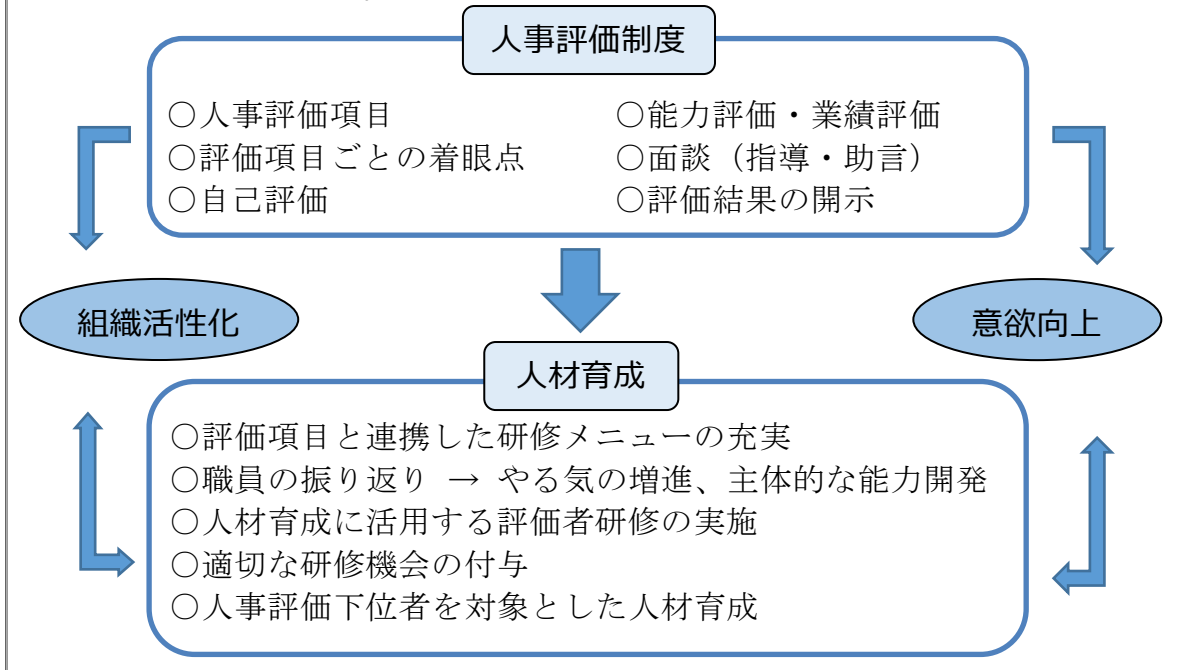 人事評価制度
○人事評価項目
○評価項目ごとの着眼点
○自己評価
○能力評価・業績評価
○面談（指導・助言）
○評価結果の開示
組織活性化
意欲向上
人材育成
○評価項目と連携した研修メニューの充実
○職員の振り返り → やる気の増進、主体的な能力開発
○人材育成に活用する評価者研修の実施
○適切な研修機会の付与
○人事評価下位者を対象とした人材育成